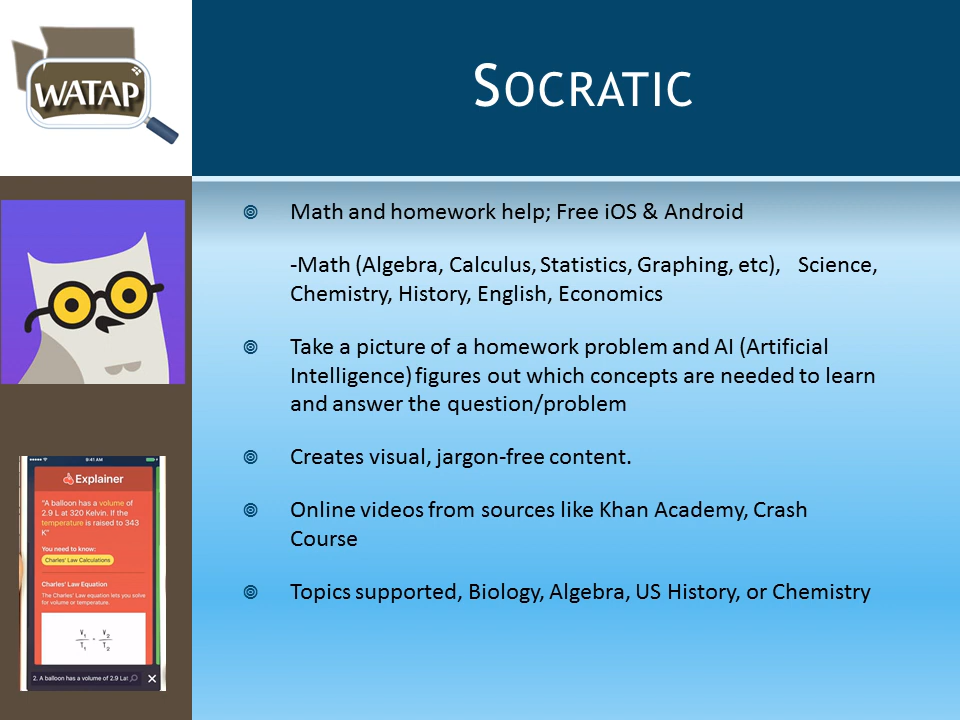 WATAP
SOCRATIC
Math and homework help; Free iOS & Android
-Math (Algebra, Calculus, Statistics, Graphing, etc),   Science,
Chemistry, History, English, Economics
Take a picture of a homework problem and AI (Artificial
Intelligence) figures out which concepts are needed to learn
and answer the question/problem
Creates visual, jargon-free content.
Online videos from sources like Khan Academy, Crash
Course
Topics supported, Biology, Algebra, US History, or Chemistry
9:41 AM
Explainer
"A balloon has a volume of
2.9 L at 320 Kelvin. If the
temperature is raised to 343
K"
You need to know:
Charles' Law Calculations
Charles' Law Equation
The Charles' Law equation lets you solve
for volume or temperature.
V1 V2
T1 = T2
2. A balloon has a volume of 2.9 Lat